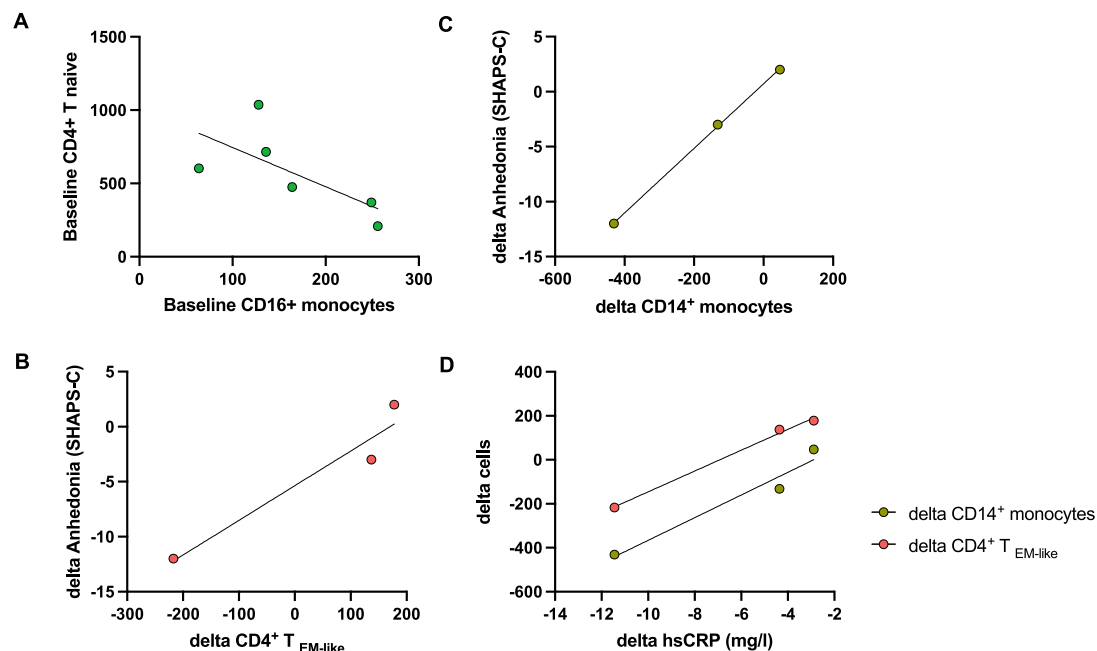 A
1500
1000
500
0
Baseline CD4+ T naive
0 100 200 300
Baseline CD16+ monocytes
C
5
0
-5
-10
-15
delta Anhedonia (SHAPS-C)
-600 -400 -200 0 200
delta CD14⁺ monocytes
B
5
0
-5
-10
-15
delta Anhedonia (SHAPS-C)
-300 -200 -100 0 100 200
delta CD4⁺ T EM-like
D
400
200
0
-200
-400
-600
delta cells
-14 -12 -10 -8 -6 -4 -2
delta hsCRP (mg/l)
delta CD14⁺ monocytes
delta CD4⁺ T EM-like